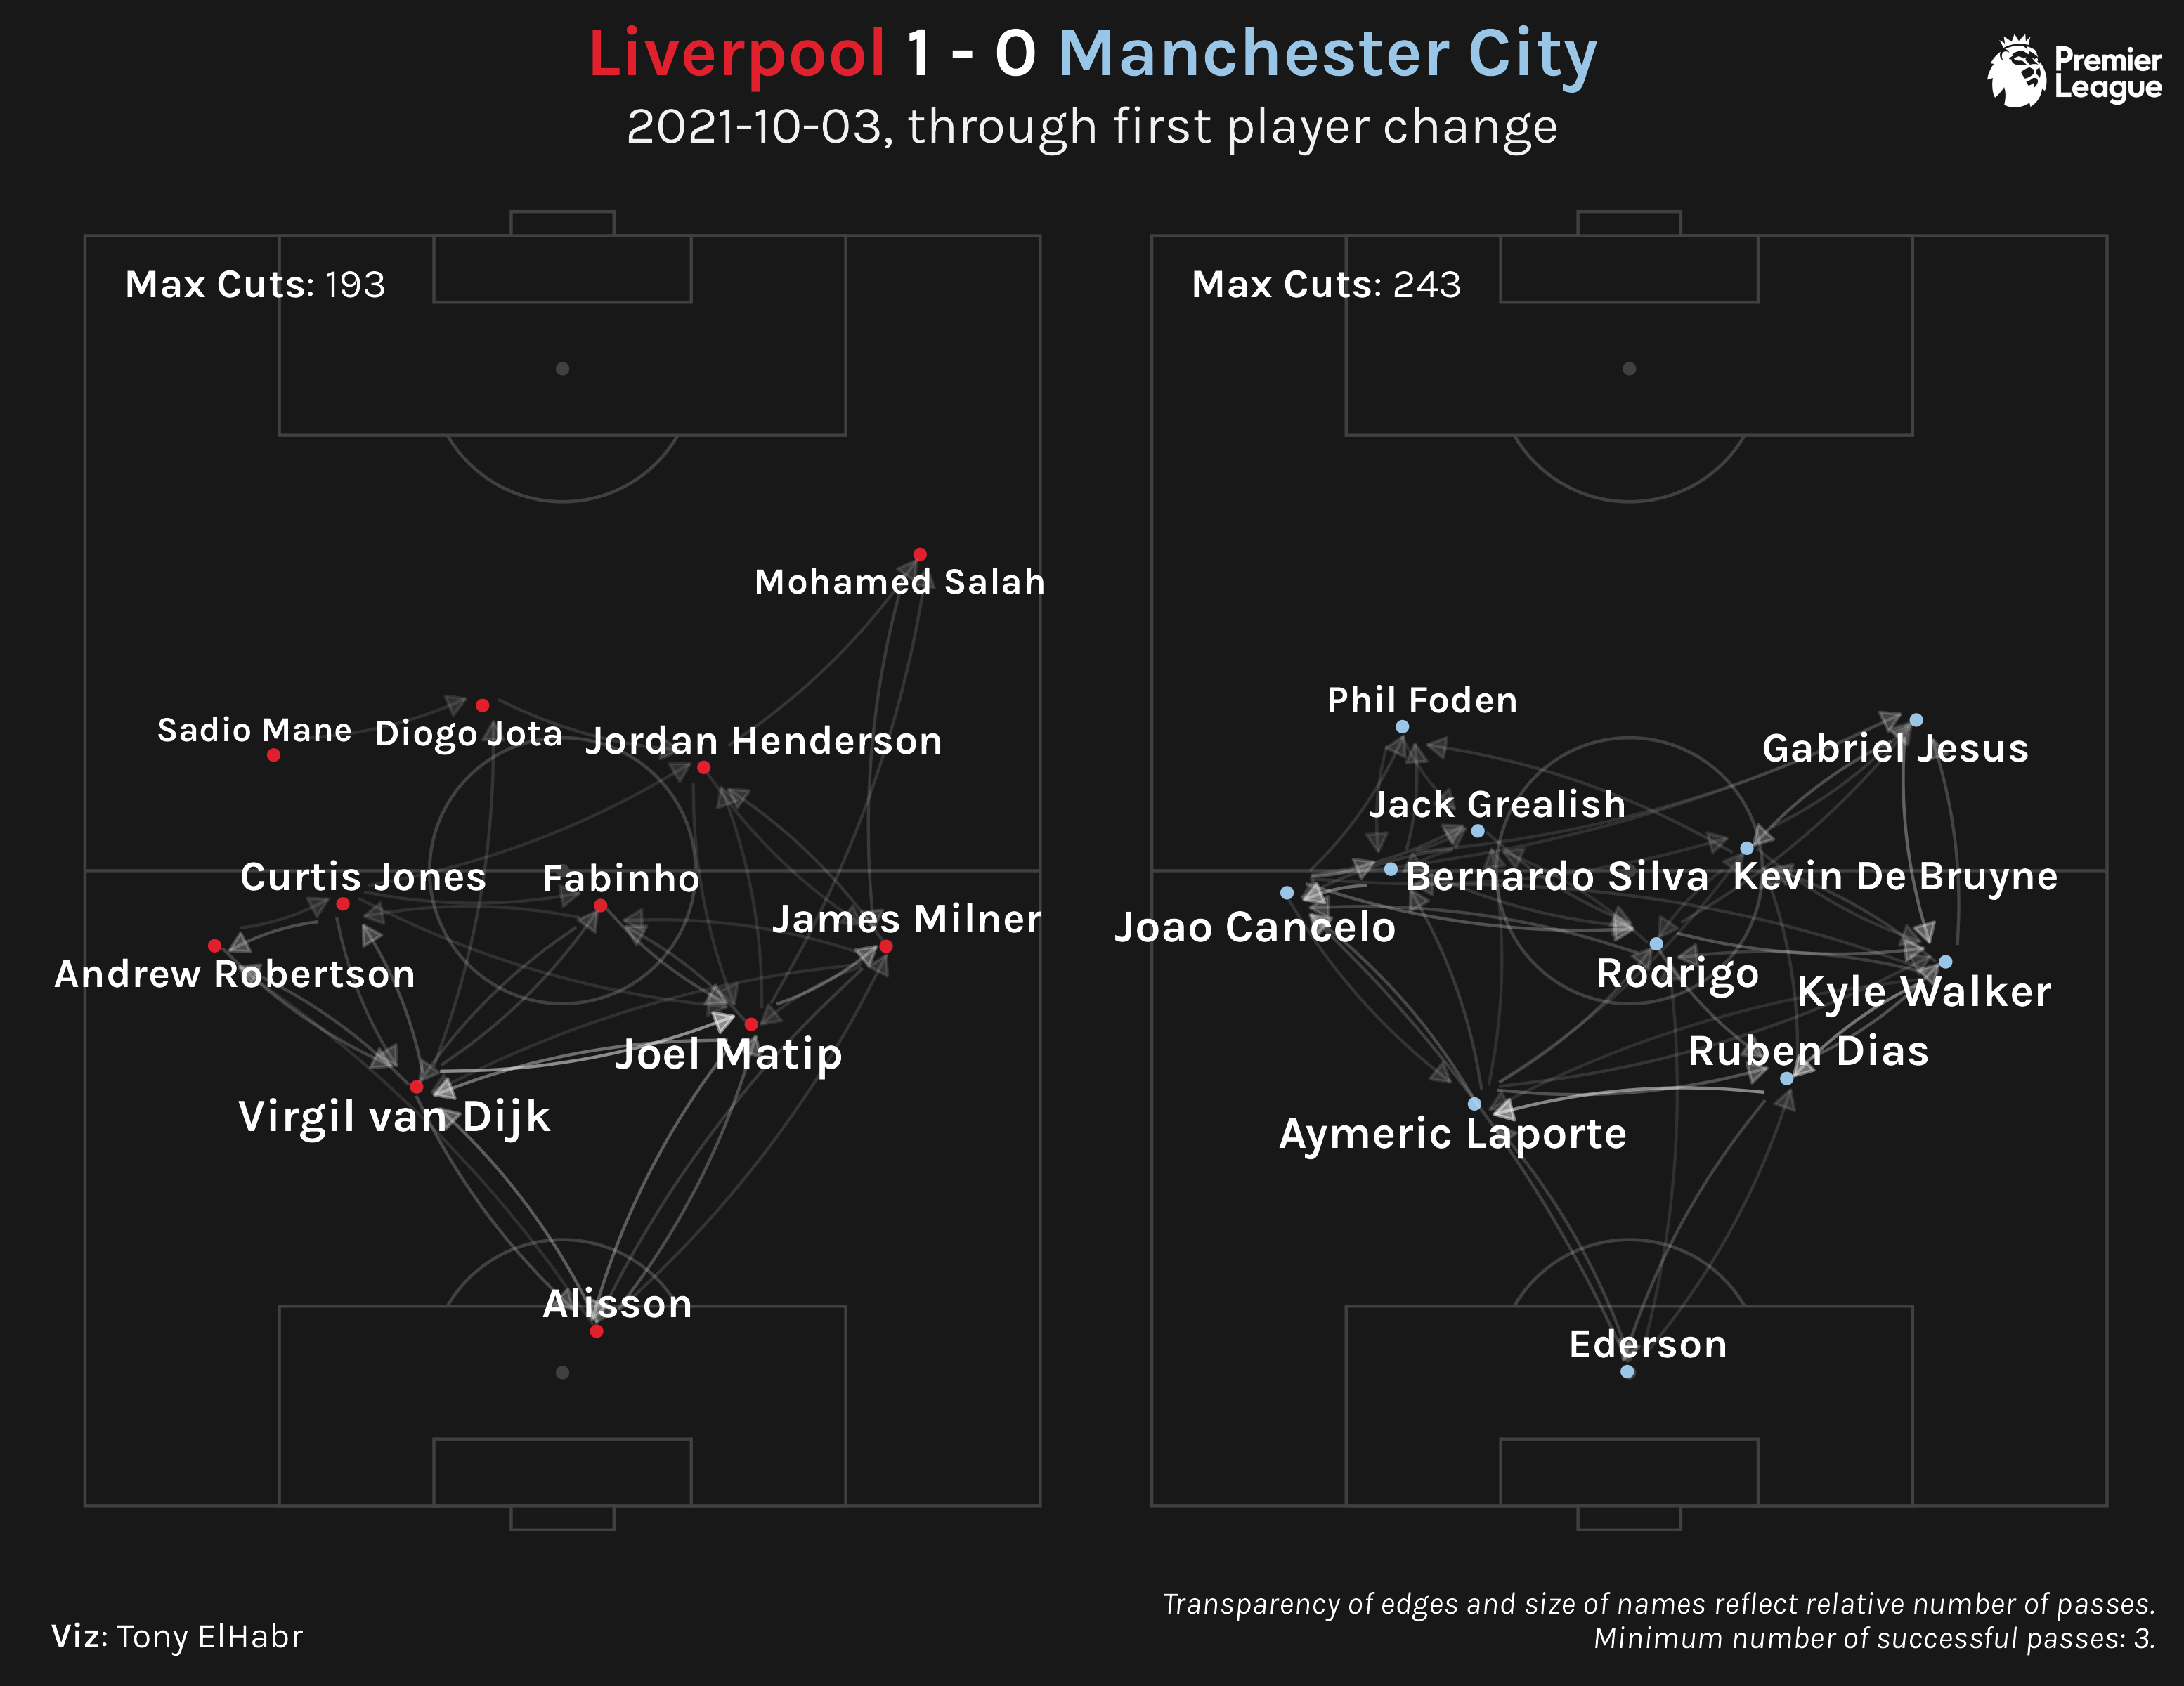 Liverpool 1 - 0 Manchester City
2021-10-03, through first player change
Premier
League
Max Cuts: 193
Mohamed Salah
Sadio Mane
Diogo Jota
Jordan Henderson
Curtis Jones
Fabinho
James Milner
Andrew Robertson
Joel Matip
Virgil van Dijk
Alisson
Max Cuts: 243
Phil Foden
Gabriel Jesus
Jack Grealish
Bernardo Silva
Kevin De Bruyne
Joao Cancelo
Rodrigo
Kyle Walker
Ruben Dias
Aymeric Laporte
Ederson
Viz: Tony ElHabr
Transparency of edges and size of names reflect relative number of passes.
Minimum number of successful passes: 3.